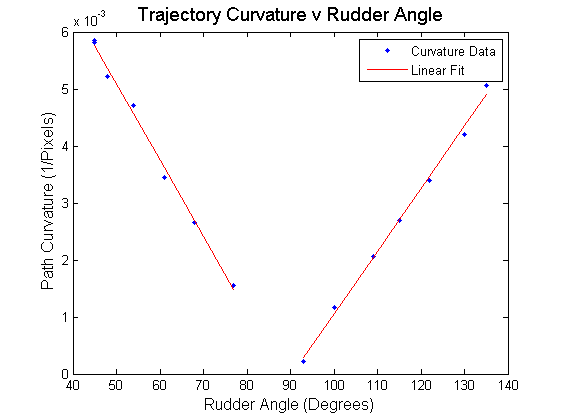 Trajectory Curvature v Rudder Angle
x 10^-3
Curvature Data
Linear Fit
6
5
4
3
2
1
0
Path Curvature (1/Pixels)
40 50 60 70 80 90 100 110 120 130 140
Rudder Angle (Degrees)